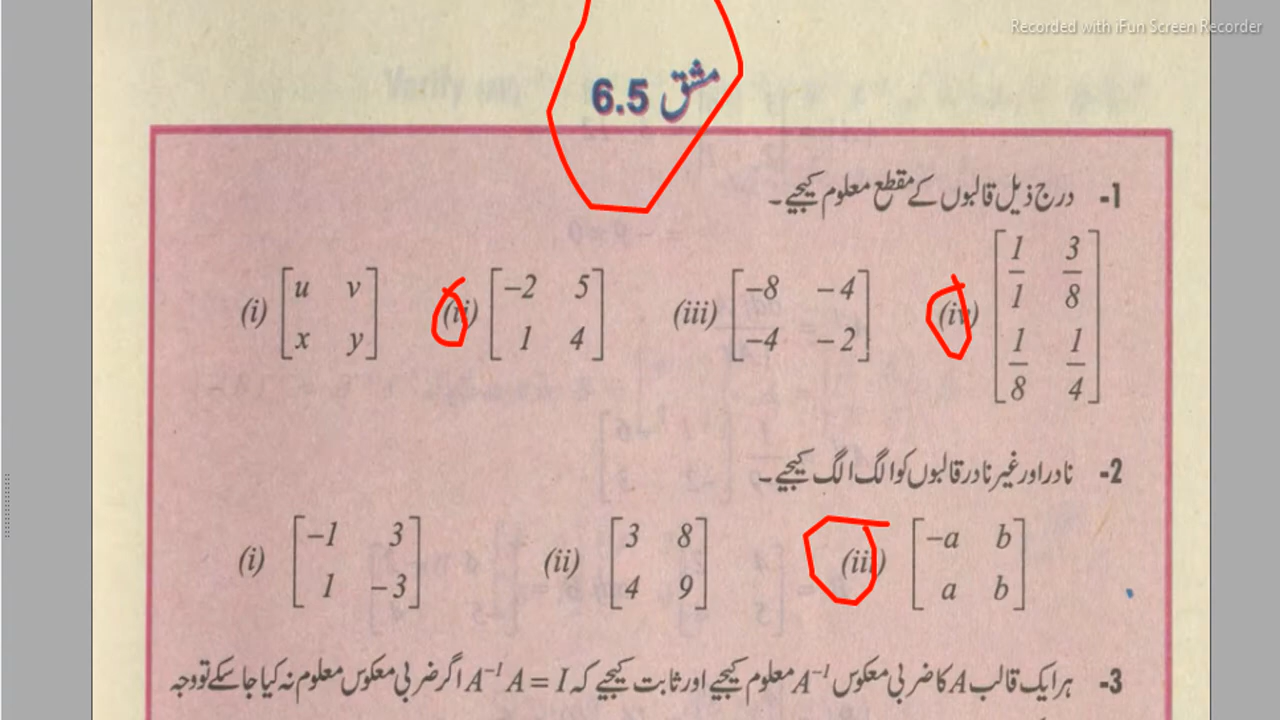 Recorded with iFun Screen Recorder
مشق 6.5
1- درج ذیل قالبوں کے مقطع معلوم کیجیے۔
(i) [u v (ii) [−2 5 (iii) [−8 −4 (iv) [1/1 3/8
x y] 1 4] −4 −2] 1/8 1/4]
2- نادر اور غیر نادر قالبوں کو الگ الگ کیجیے۔
(i) [−1 3 (ii) [3 8 (iii) [−a b
1 −3] 4 9] a b]
3- ہر ایک قالب A کا ضربی معکوس A⁻¹ معلوم کیجیے اور ثابت کیجیے کہ A⁻¹ A = I اگر ضربی معکوس معلوم نہ کیا جا سکے تو وجہ